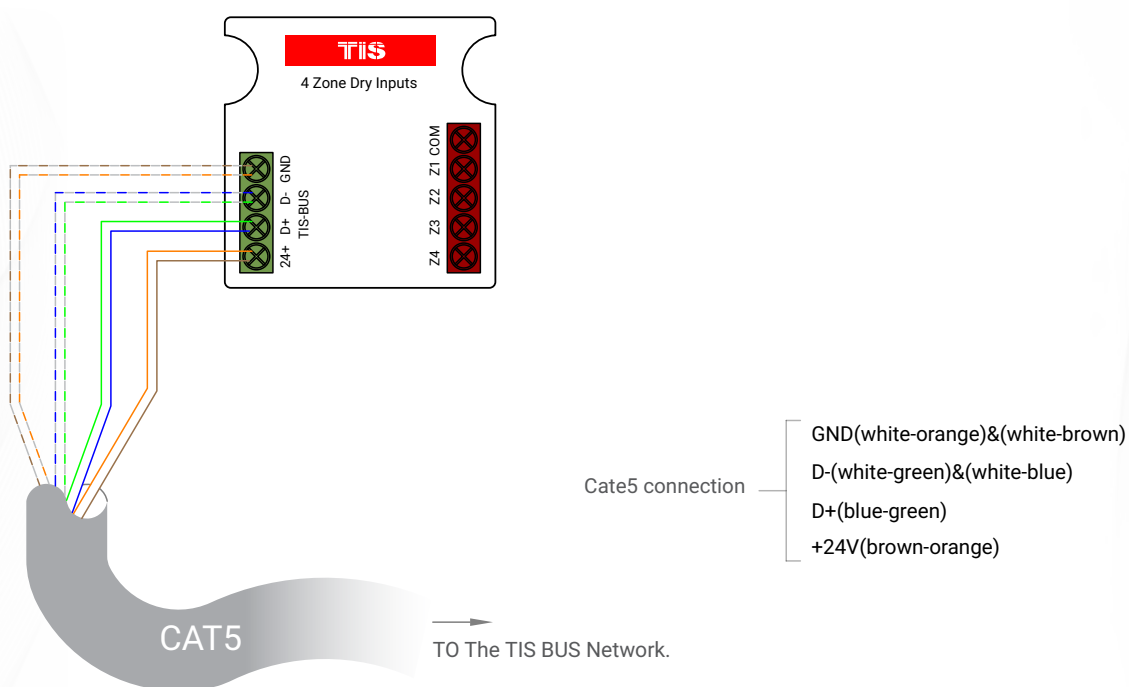 TiS
4 Zone Dry Inputs
GND
D-
D+
24+
TIS-BUS
COM
Z1
Z2
Z3
Z4
Cate5 connection
GND(white-orange)&(white-brown)
D-(white-green)&(white-blue)
D+(blue-green)
+24V(brown-orange)
CAT5
TO The TIS BUS Network.